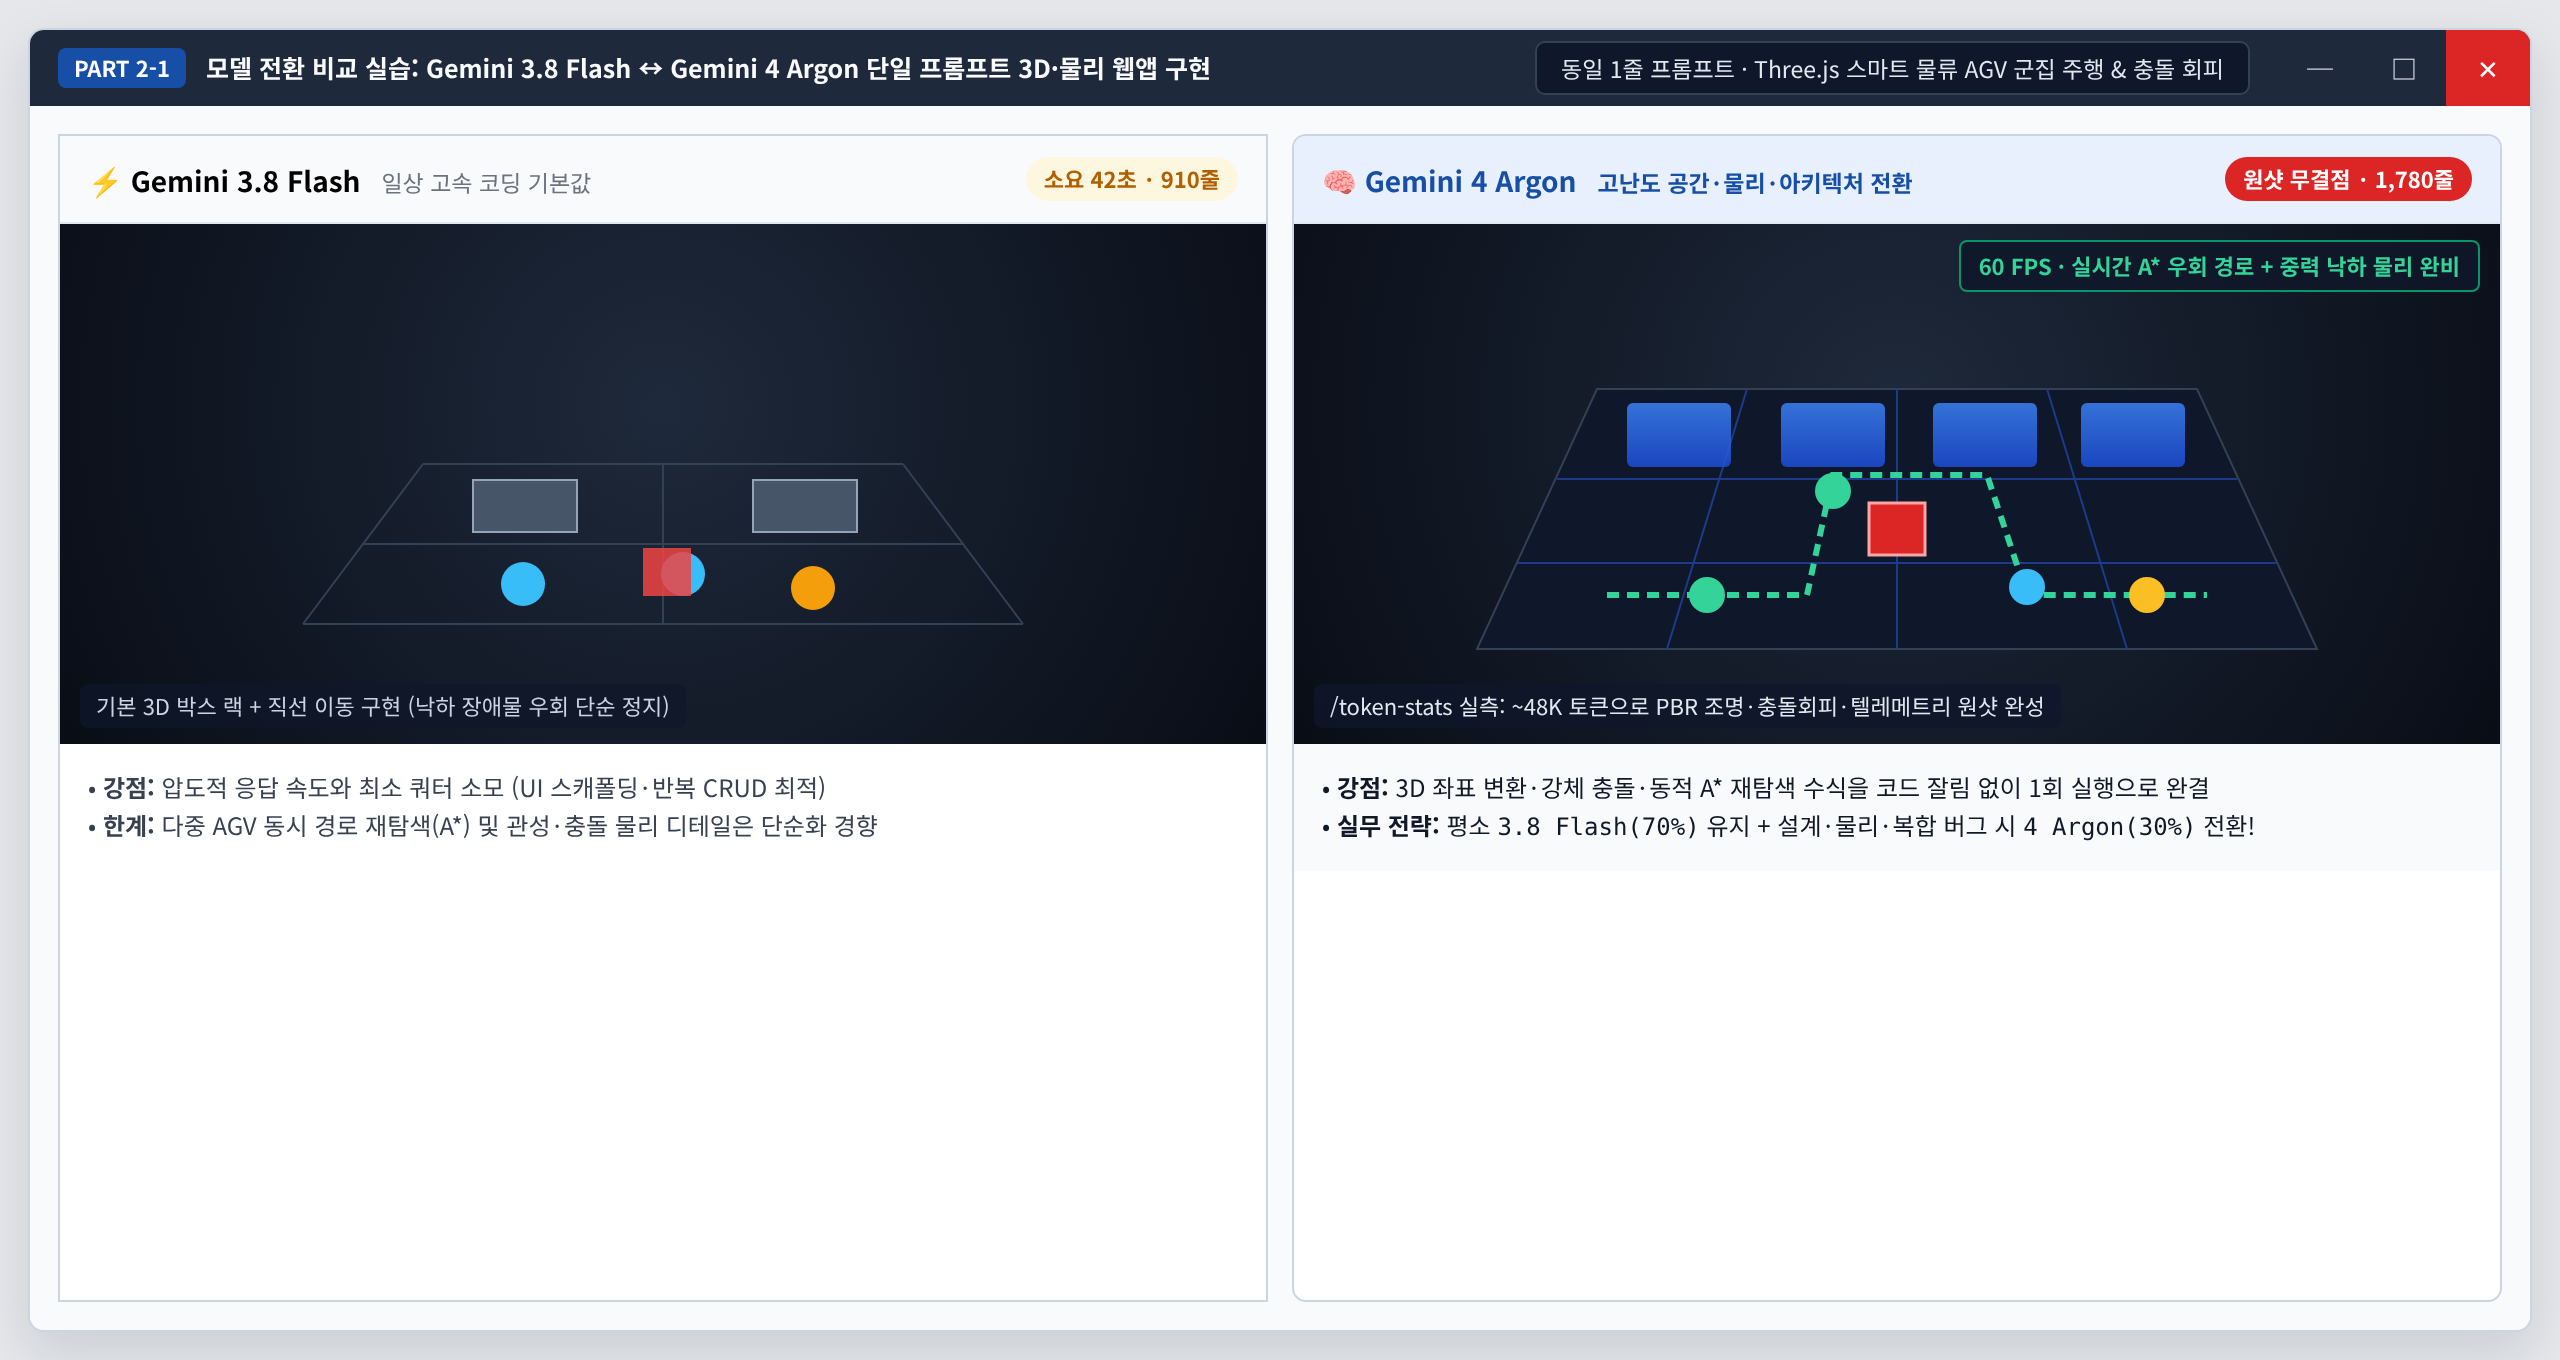 PART 2-1
모델 전환 비교 실습: Gemini 3.8 Flash ↔ Gemini 4 Argon 단일 프롬프트 3D·물리 웹앱 구현
동일 1줄 프롬프트 · Three.js 스마트 물류 AGV 군집 주행 & 충돌 회피
⚡ Gemini 3.8 Flash 일상 고속 코딩 기본값
소요 42초 · 910줄
기본 3D 박스 랙 + 직선 이동 구현 (낙하 장애물 우회 단순 정지)
• 강점: 압도적 응답 속도와 최소 쿼터 소모 (UI 스캐폴딩·반복 CRUD 최적)
• 한계: 다중 AGV 동시 경로 재탐색(A*) 및 관성·충돌 물리 디테일은 단순화 경향
🧠 Gemini 4 Argon 고난도 공간·물리·아키텍처 전환
원샷 무결점 · 1,780줄
60 FPS · 실시간 A* 우회 경로 + 중력 낙하 물리 완비
/token-stats 실측: ~48K 토큰으로 PBR 조명·충돌회피·텔레메트리 원샷 완성
• 강점: 3D 좌표 변환·강체 충돌·동적 A* 재탐색 수식을 코드 잘림 없이 1회 실행으로 완결
• 실무 전략: 평소 3.8 Flash(70%) 유지 + 설계·물리·복합 버그 시 4 Argon(30%) 전환!